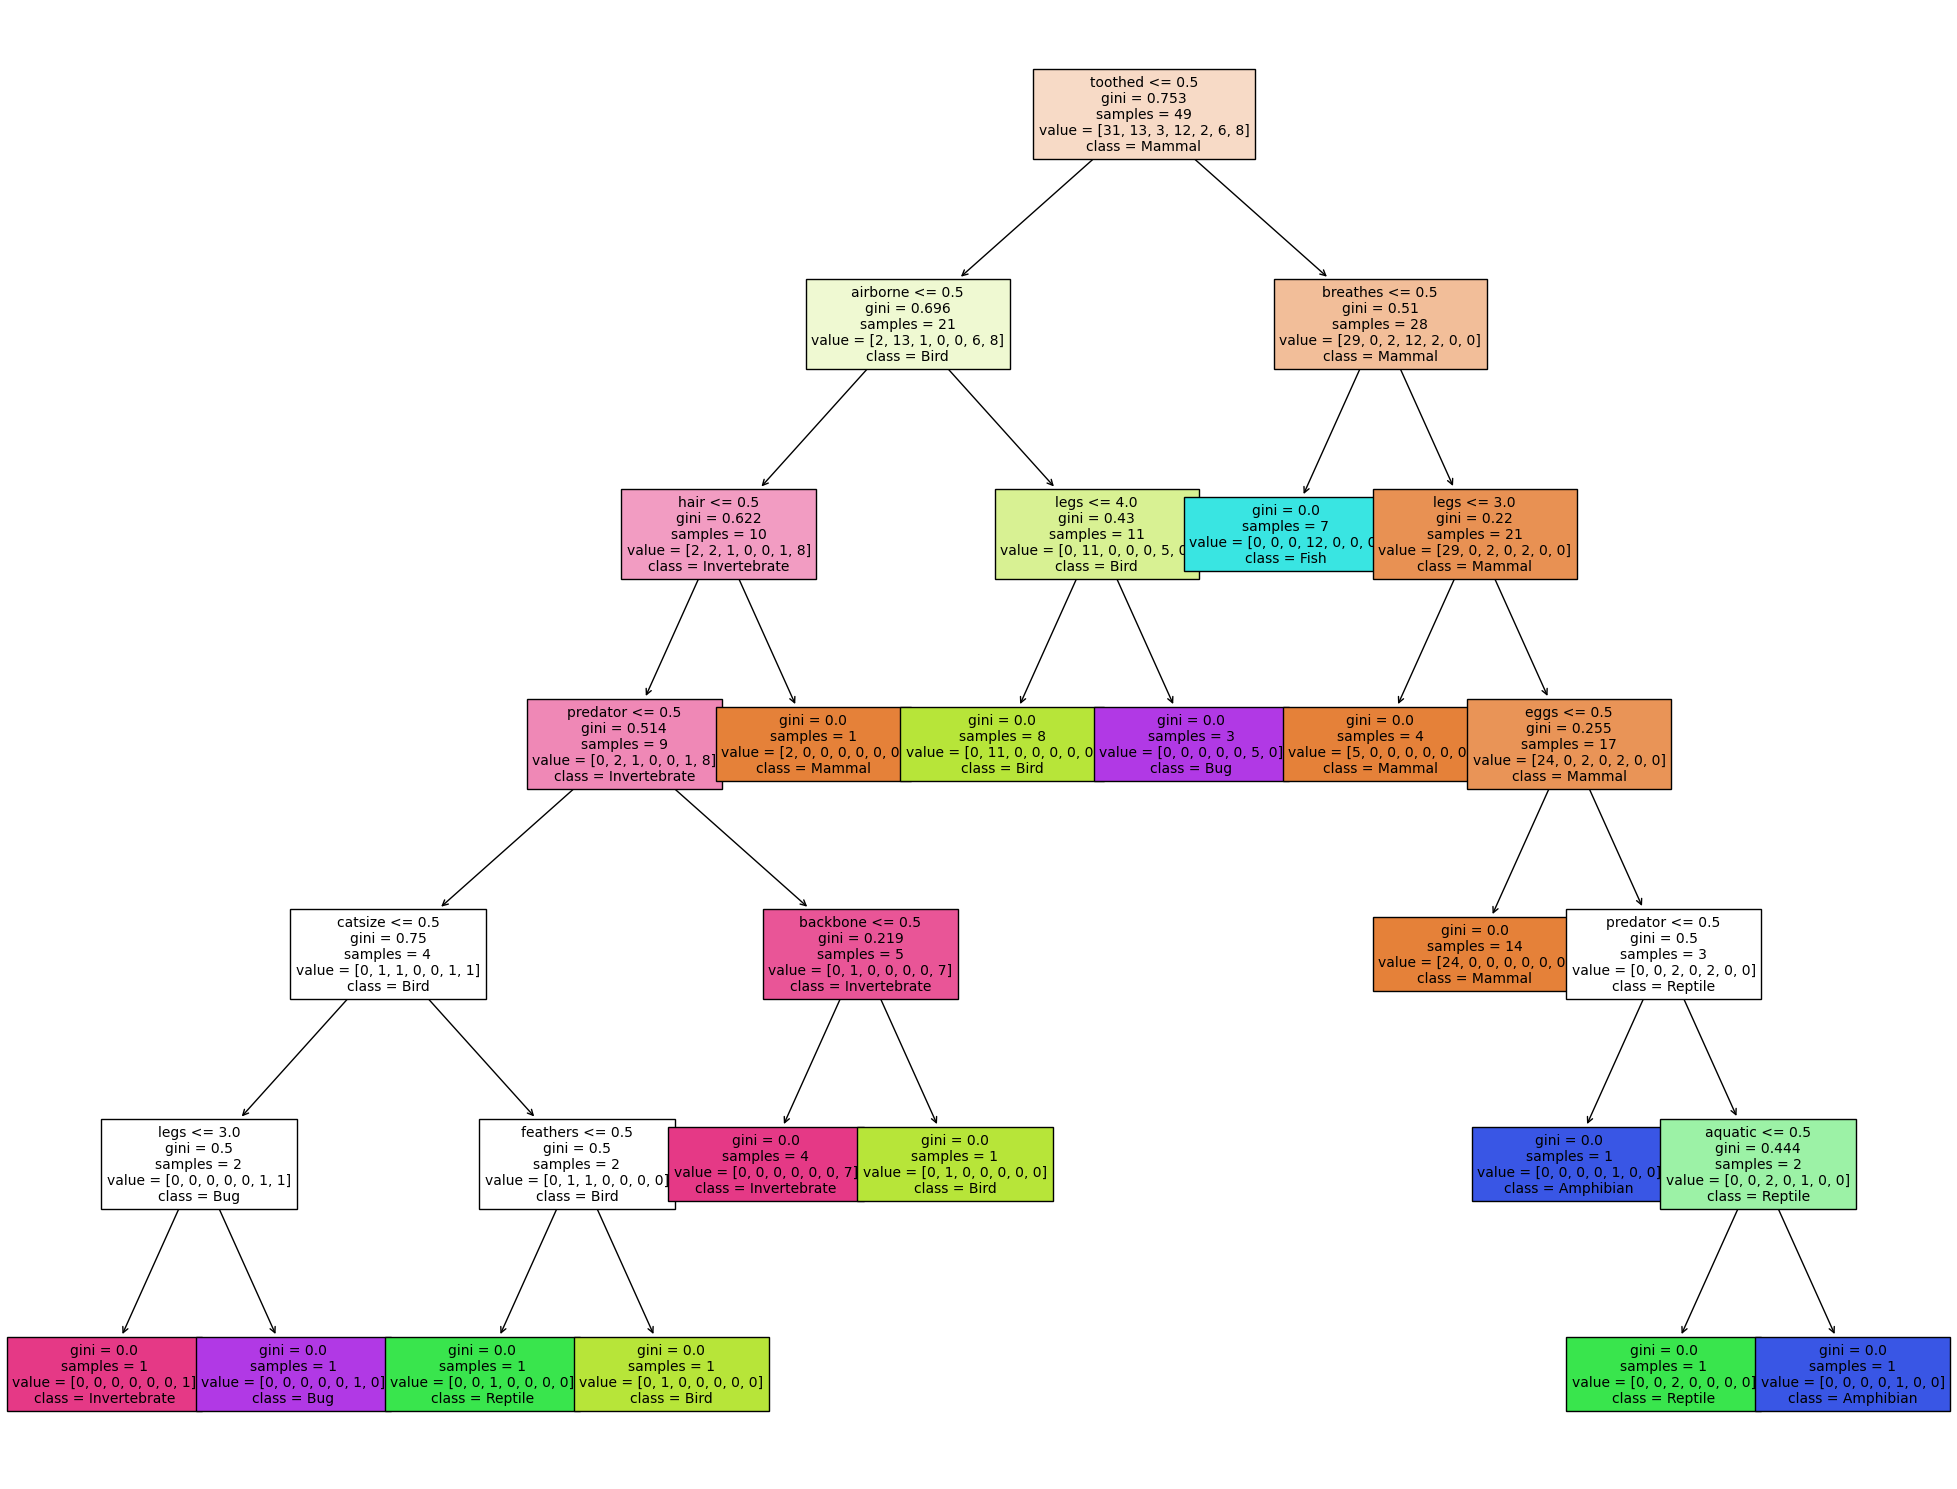 toothed <= 0.5
gini = 0.753
samples = 49
value = [31, 13, 3, 12, 2, 6, 8]
class = Mammal
airborne <= 0.5
gini = 0.696
samples = 21
value = [2, 13, 1, 0, 0, 6, 8]
class = Bird
breathes <= 0.5
gini = 0.51
samples = 28
value = [29, 0, 2, 12, 2, 0, 0]
class = Mammal
hair <= 0.5
gini = 0.622
samples = 10
value = [2, 2, 1, 0, 0, 1, 8]
class = Invertebrate
legs <= 4.0
gini = 0.43
samples = 11
value = [0, 11, 0, 0, 0, 5, 0
class = Bird
gini = 0.0
samples = 7
value = [0, 0, 0, 12, 0, 0, 0
class = Fish
legs <= 3.0
gini = 0.22
samples = 21
value = [29, 0, 2, 0, 2, 0, 0]
class = Mammal
predator <= 0.5
gini = 0.514
samples = 9
value = [0, 2, 1, 0, 0, 1, 8]
class = Invertebrate
gini = 0.0
samples = 1
value = [2, 0, 0, 0, 0, 0, 0
class = Mammal
gini = 0.0
samples = 8
value = [0, 11, 0, 0, 0, 0, 0
class = Bird
gini = 0.0
samples = 3
value = [0, 0, 0, 0, 0, 5, 0]
class = Bug
gini = 0.0
samples = 4
value = [5, 0, 0, 0, 0, 0, 0
class = Mammal
eggs <= 0.5
gini = 0.255
samples = 17
value = [24, 0, 2, 0, 2, 0, 0]
class = Mammal
catsize <= 0.5
gini = 0.75
samples = 4
value = [0, 1, 1, 0, 0, 1, 1]
class = Bird
backbone <= 0.5
gini = 0.219
samples = 5
value = [0, 1, 0, 0, 0, 0, 7]
class = Invertebrate
gini = 0.0
samples = 14
value = [24, 0, 0, 0, 0, 0, 0
class = Mammal
predator <= 0.5
gini = 0.5
samples = 3
value = [0, 0, 2, 0, 2, 0, 0]
class = Reptile
legs <= 3.0
gini = 0.5
samples = 2
value = [0, 0, 0, 0, 0, 1, 1]
class = Bug
feathers <= 0.5
gini = 0.5
samples = 2
value = [0, 1, 1, 0, 0, 0, 0]
class = Bird
gini = 0.0
samples = 4
value = [0, 0, 0, 0, 0, 0, 7]
class = Invertebrate
gini = 0.0
samples = 1
value = [0, 1, 0, 0, 0, 0, 0]
class = Bird
gini = 0.0
samples = 1
value = [0, 0, 0, 0, 1, 0, 0]
class = Amphibian
aquatic <= 0.5
gini = 0.444
samples = 2
value = [0, 0, 2, 0, 1, 0, 0]
class = Reptile
gini = 0.0
samples = 1
value = [0, 0, 0, 0, 0, 0, 1]
class = Invertebrate
gini = 0.0
samples = 1
value = [0, 0, 0, 0, 0, 1, 0]
class = Bug
gini = 0.0
samples = 1
value = [0, 0, 1, 0, 0, 0, 0]
class = Reptile
gini = 0.0
samples = 1
value = [0, 1, 0, 0, 0, 0, 0]
class = Bird
gini = 0.0
samples = 1
value = [0, 0, 2, 0, 0, 0, 0]
class = Reptile
gini = 0.0
samples = 1
value = [0, 0, 0, 0, 1, 0, 0]
class = Amphibian